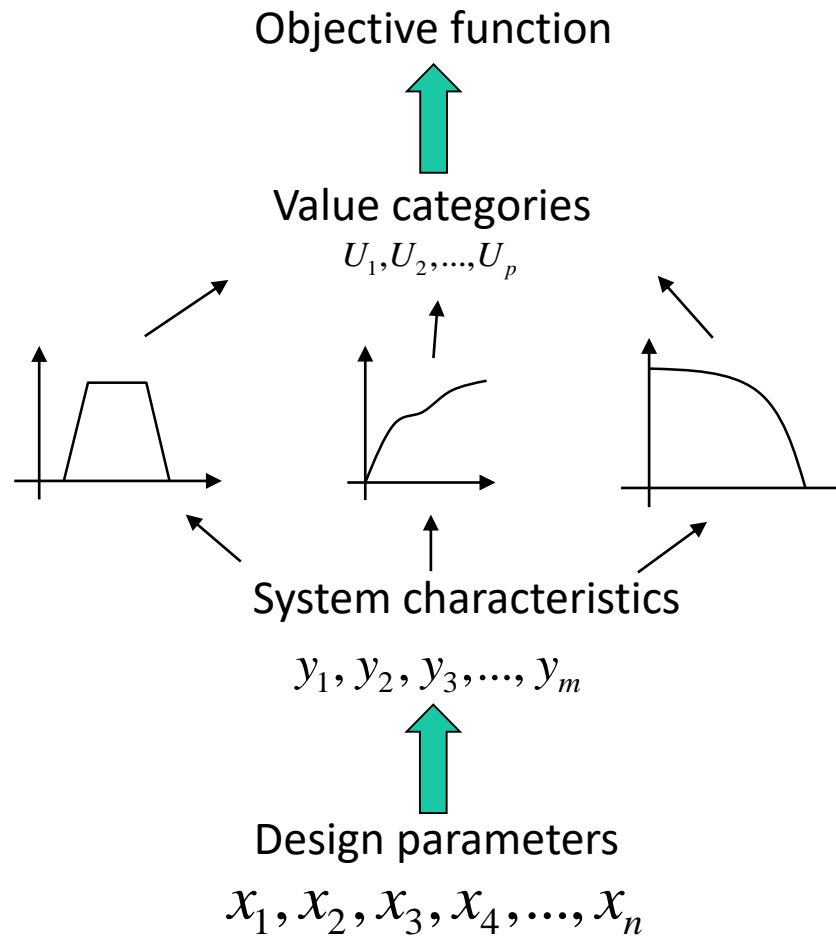 Objective function
Value categories
U₁,U₂,...,Uₚ
System characteristics
y₁, y₂, y₃,..., yₘ
Design parameters
x₁, x₂, x₃, x₄,..., xₙ